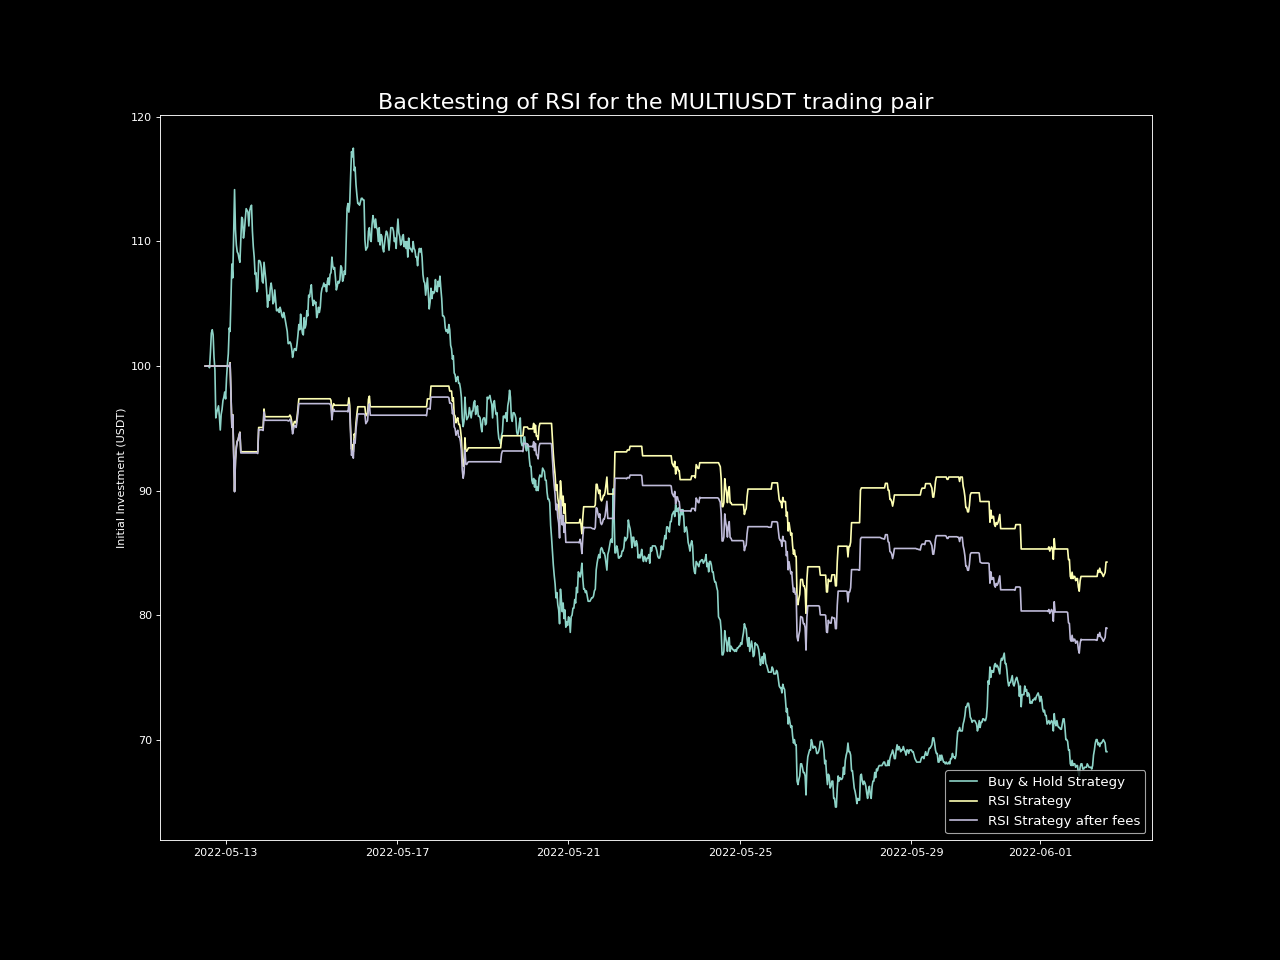 Backtesting of RSI for the MULTIUSDT trading pair
Initial Investment (USDT)
120
110
100
90
80
70
2022-05-13 2022-05-17 2022-05-21 2022-05-25 2022-05-29 2022-06-01
Buy & Hold Strategy
RSI Strategy
RSI Strategy after fees